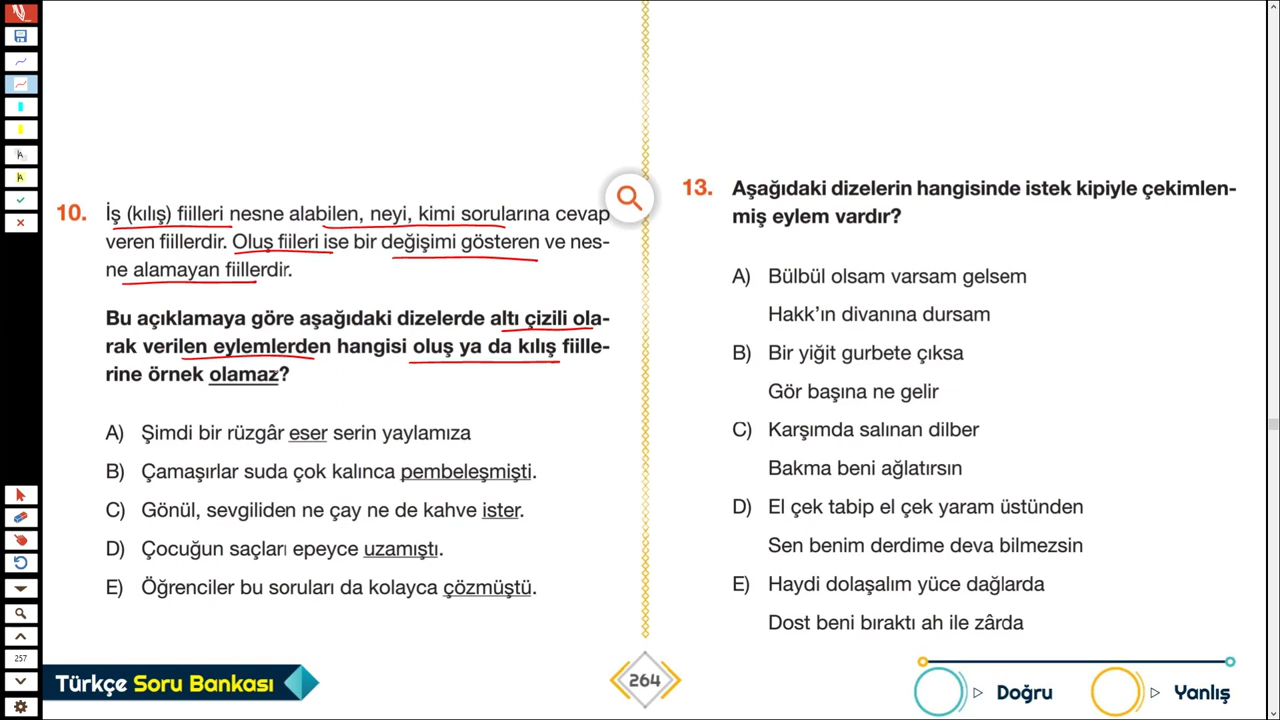 10. İş (kılış) fiilleri nesne alabilen, neyi, kimi sorularına cevap
veren fiillerdir. Oluş fiileri ise bir değişimi gösteren ve nes-
ne alamayan fiillerdir.
Bu açıklamaya göre aşağıdaki dizelerde altı çizili ola-
rak verilen eylemlerden hangisi oluş ya da kılış fiille-
rine örnek olamaz?
A) Şimdi bir rüzgâr eser serin yaylamıza
B) Çamaşırlar suda çok kalınca pembeleşmişti.
C) Gönül, sevgiliden ne çay ne de kahve ister.
D) Çocuğun saçları epeyce uzamıştı.
E) Öğrenciler bu soruları da kolayca çözmüştü.
13. Aşağıdaki dizelerin hangisinde istek kipiyle çekimlen-
miş eylem vardır?
A) Bülbül olsam varsam gelsem
Hakk’ın divanına dursam
B) Bir yiğit gurbete çıksa
Gör başına ne gelir
C) Karşımda salınan dilber
Bakma beni ağlatırsın
D) El çek tabip el çek yaram üstünden
Sen benim derdime deva bilmezsin
E) Haydi dolaşalım yüce dağlarda
Dost beni bıraktı ah ile zârda
Türkçe Soru Bankası
264
Doğru
Yanlış
A
A
257